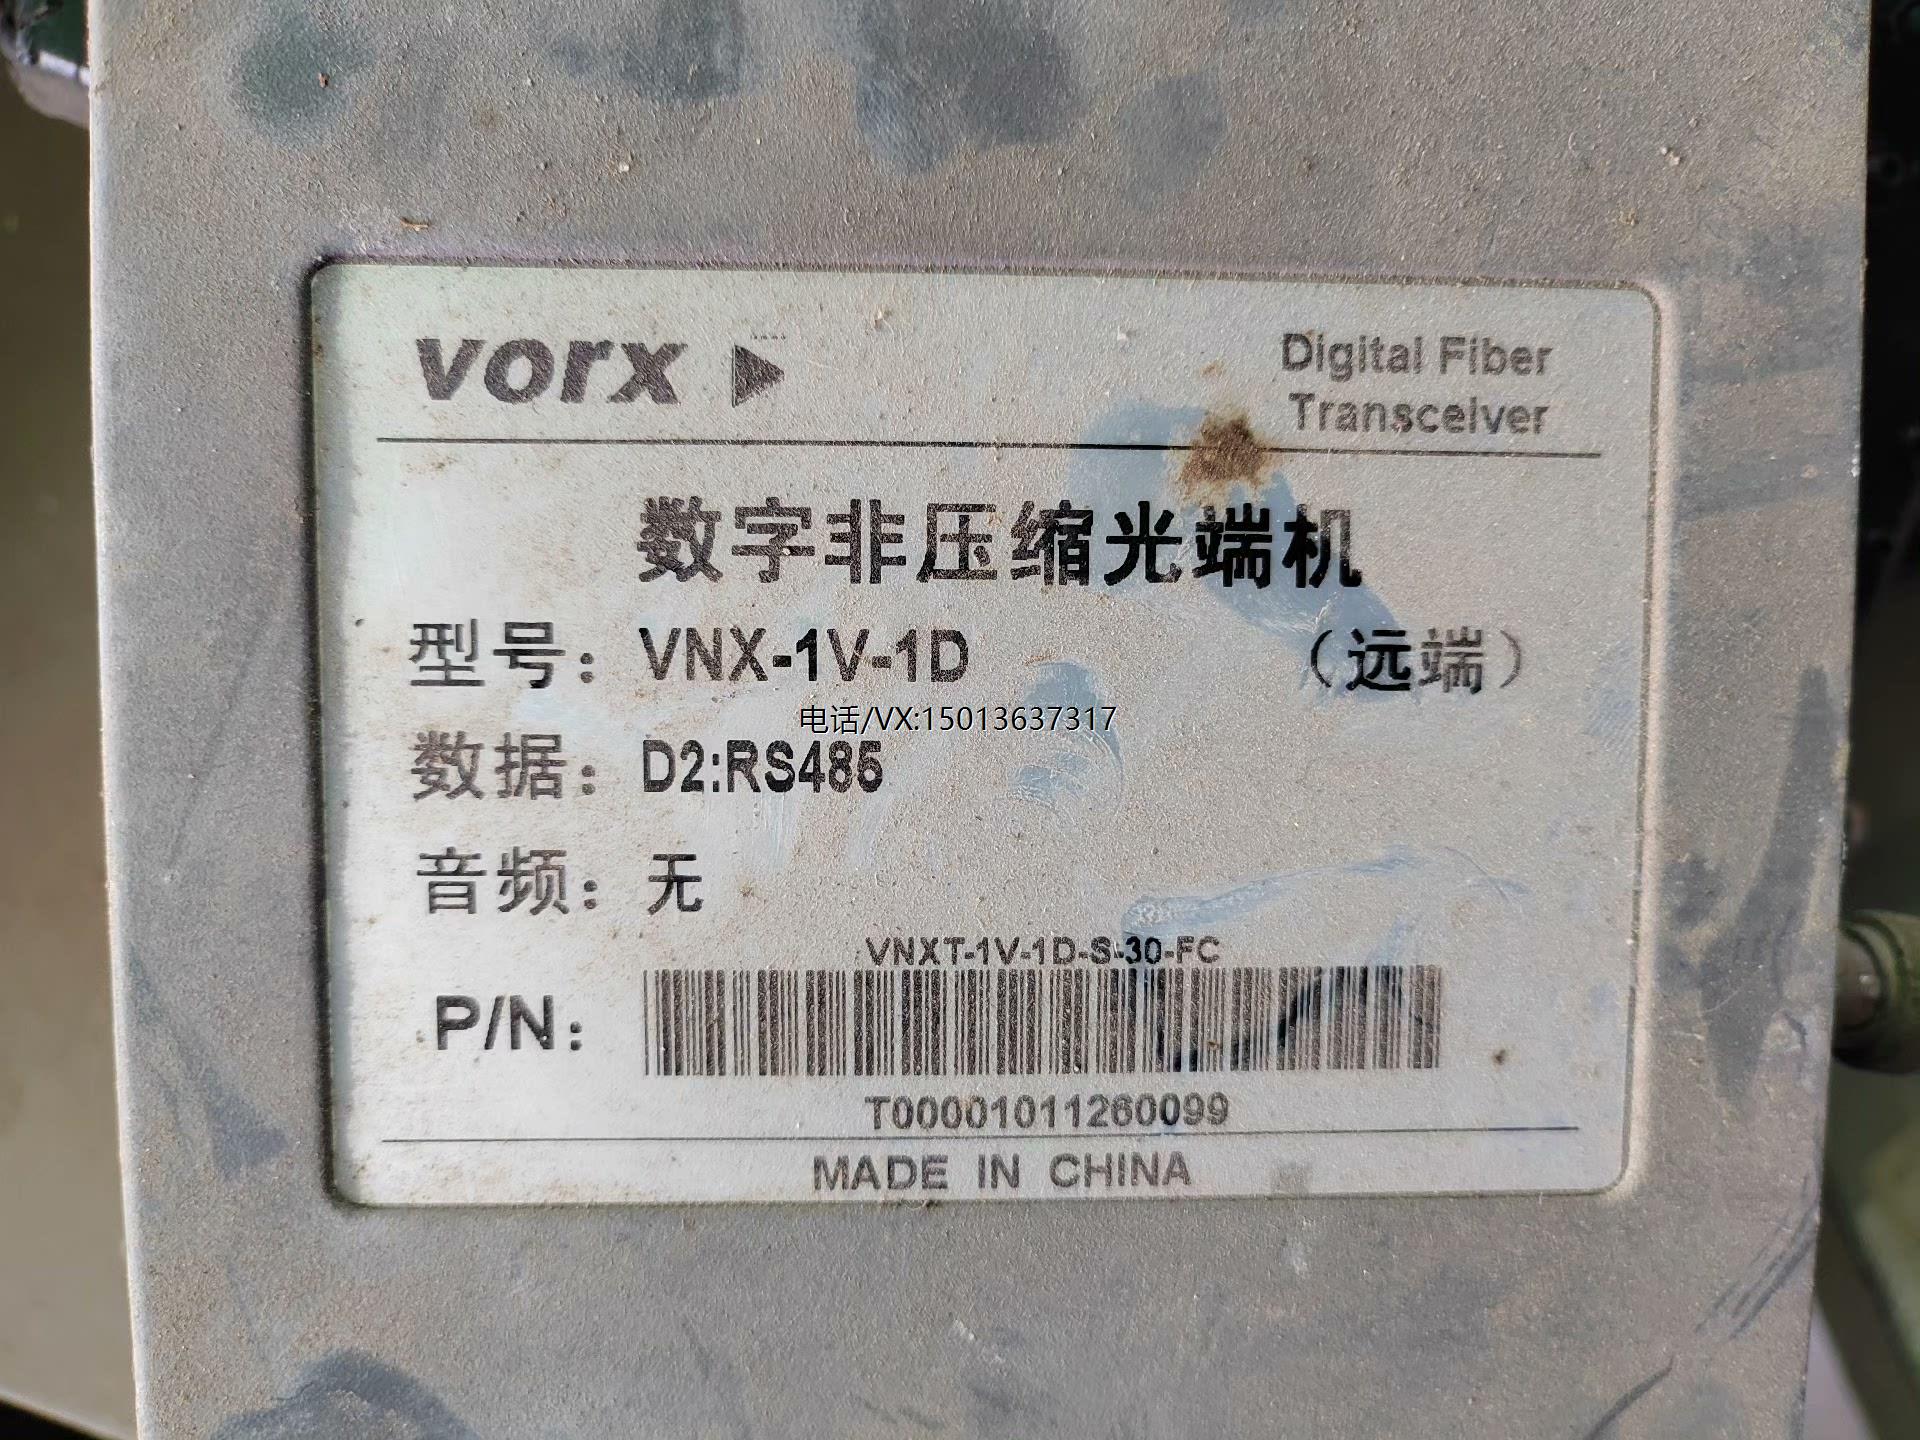 vorx
Digital Fiber
Transceiver
数字非压缩光端机
型号：VNX-1V-1D （远端）
电话/VX:15013637317
数据：D2:RS485
音频：无
VNXT-1V-1D-S-30-FC
P/N：
T00001011260099
MADE IN CHINA